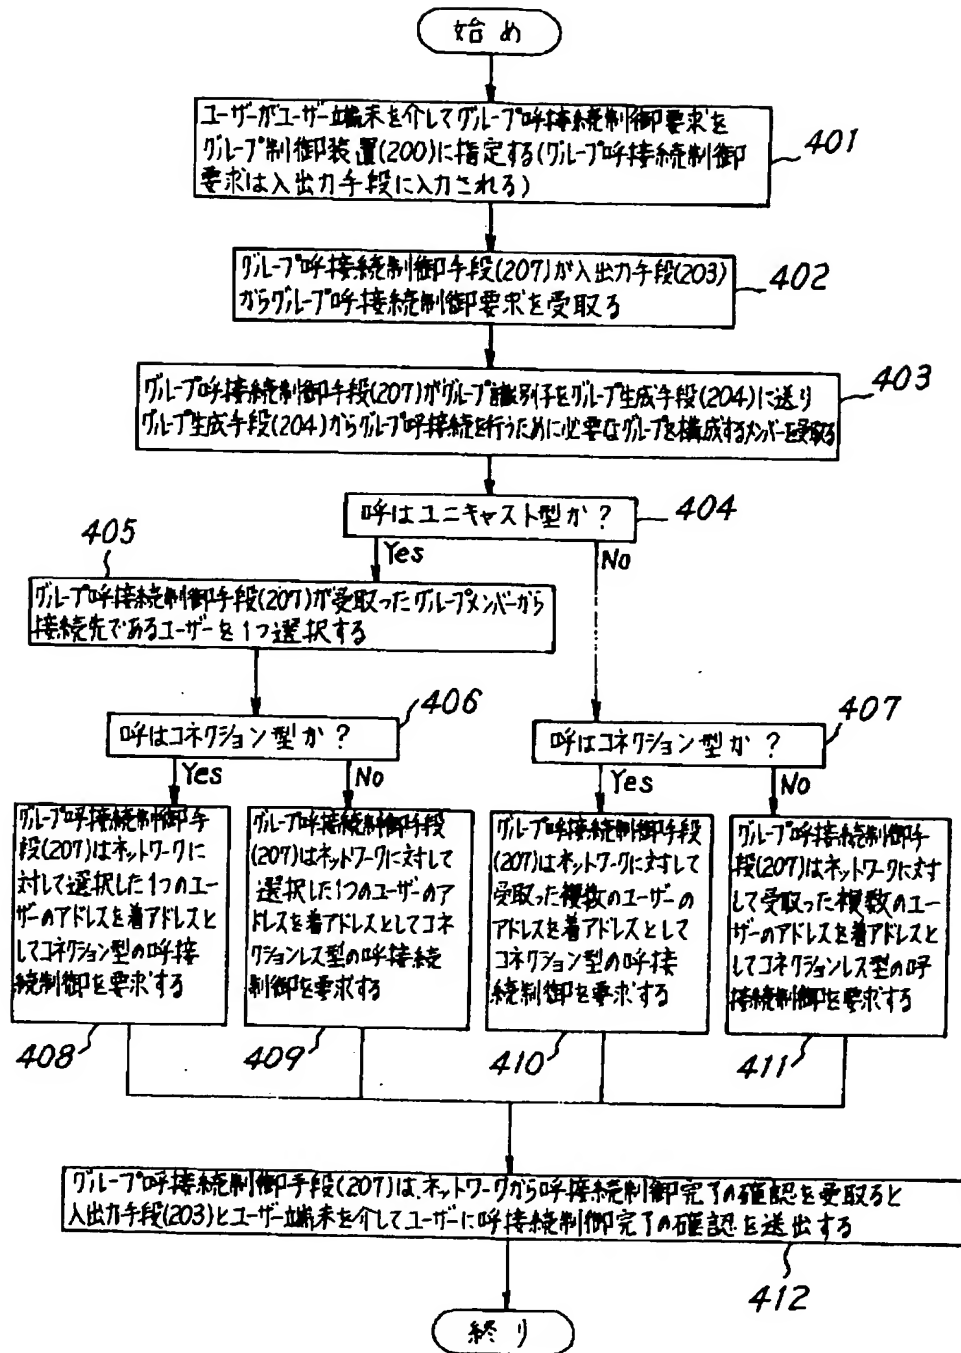 始め
ユーザーがユーザー端末を介してグループ呼接続制御要求を
グループ制御装置(200)に指定する(グループ呼接続制御
要求は入出力手段に入力される)
401
グループ呼接続制御手段(207)が入出力手段(203)
からグループ呼接続制御要求を受取る
402
グループ呼接続制御手段(207)がグループ識別子をグループ生成手段(204)に送り
グループ生成手段(204)からグループ呼接続を行うために必要なグループを構成するメンバーを受取る
403
呼はユニキャスト型か?
404
405
Yes
No
グループ呼接続制御手段(207)が受取ったグループメンバーから
接続先であるユーザーを1つ選択する
406
呼はコネクション型か?
407
呼はコネクション型か?
Yes
No
Yes
No
グループ呼接続制御手
段(207)はネットワークに
対して選択した1つのユー
ザーのアドレスを着アドレスと
してコネクション型の呼接
続制御を要求する
408
グループ呼接続制御手段
(207)はネットワークに対して
選択した1つのユーザーのア
ドレスを着アドレスとしてコネ
クションレス型の呼接続
制御を要求する
409
グループ呼接続制御手段
(207)はネットワークに対して
受取った複数のユーザーの
アドレスを着アドレスとして
コネクション型の呼接
続制御を要求する
410
グループ呼接続制御手
段(207)はネットワークに対
して受取った複数のユー
ザーのアドレスを着アドレスと
してコネクションレス型の呼
接続制御を要求する
411
グループ呼接続制御手段(207)は、ネットワークから呼接続制御完了の確認を受取ると
入出力手段(203)とユーザー端末を介してユーザーに呼接続制御完了の確認を送出する
412
終り